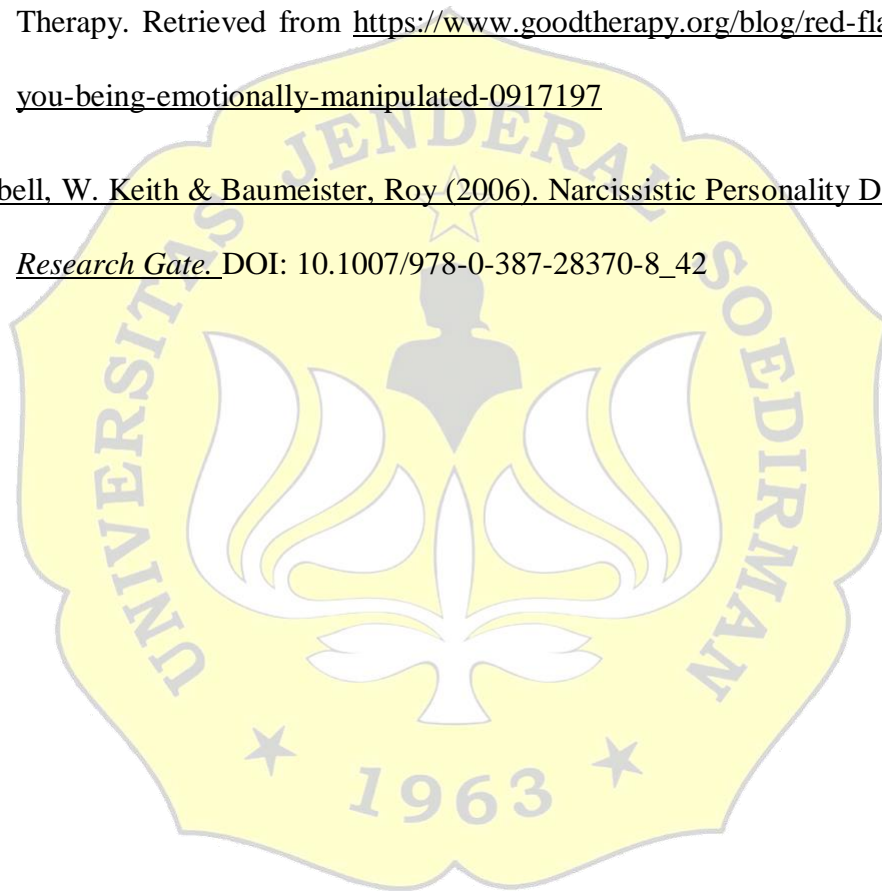 Therapy. Retrieved from https://www.goodtherapy.org/blog/red-fla
you-being-emotionally-manipulated-0917197
bell, W. Keith & Baumeister, Roy (2006). Narcissistic Personality D
Research Gate. DOI: 10.1007/978-0-387-28370-8_42
UNIVERSITAS JENDERAL SOEDIRMAN
1963